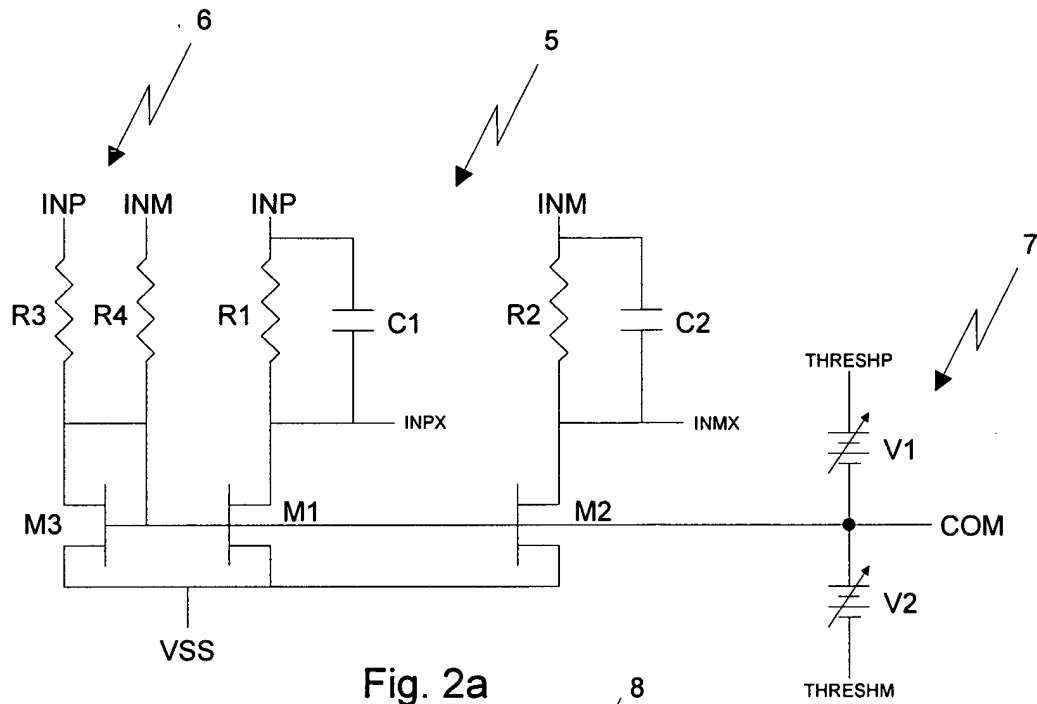 6
5
INP INM INP INM
7
R3 R4 R1 C1 R2 C2
THRESHP
INPX INMX
V1
M3 M1 M2
COM
V2
VSS
Fig. 2a
8
THRESHM